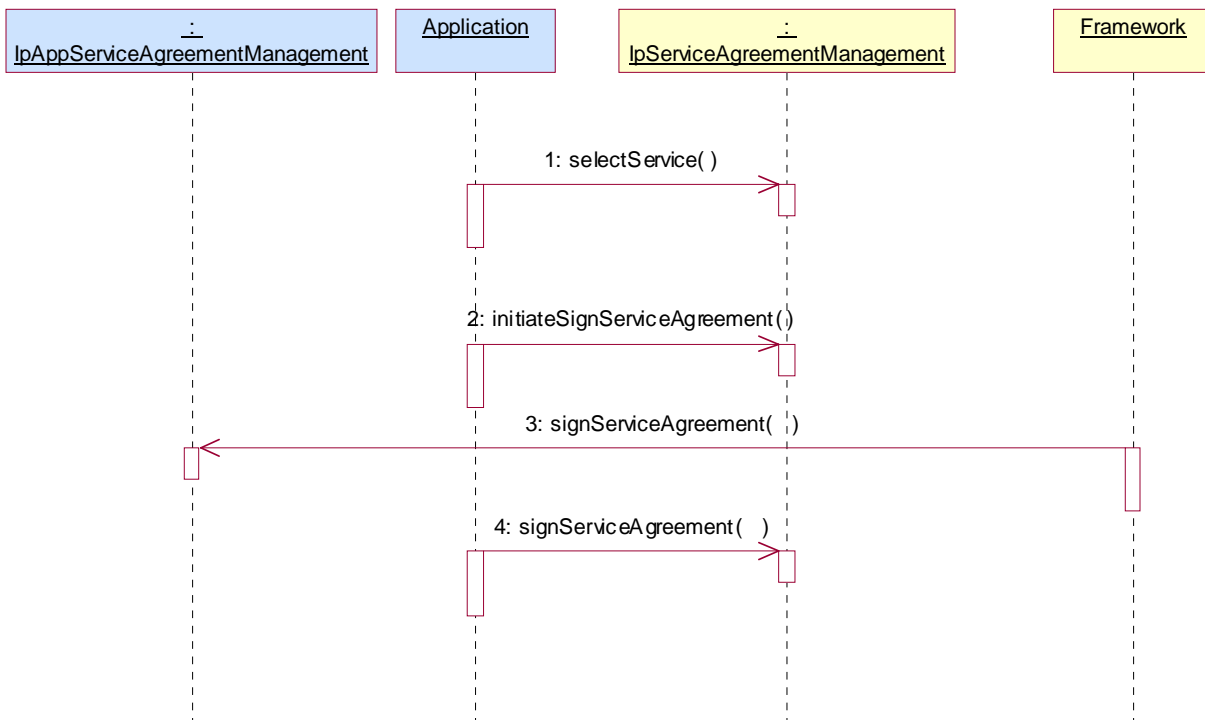 :
IpAppServiceAgreementManagement
Application
:
IpServiceAgreementManagement
Framework
1: selectService( )
2: initiateSignServiceAgreement( )
3: signServiceAgreement( )
4: signServiceAgreement( )